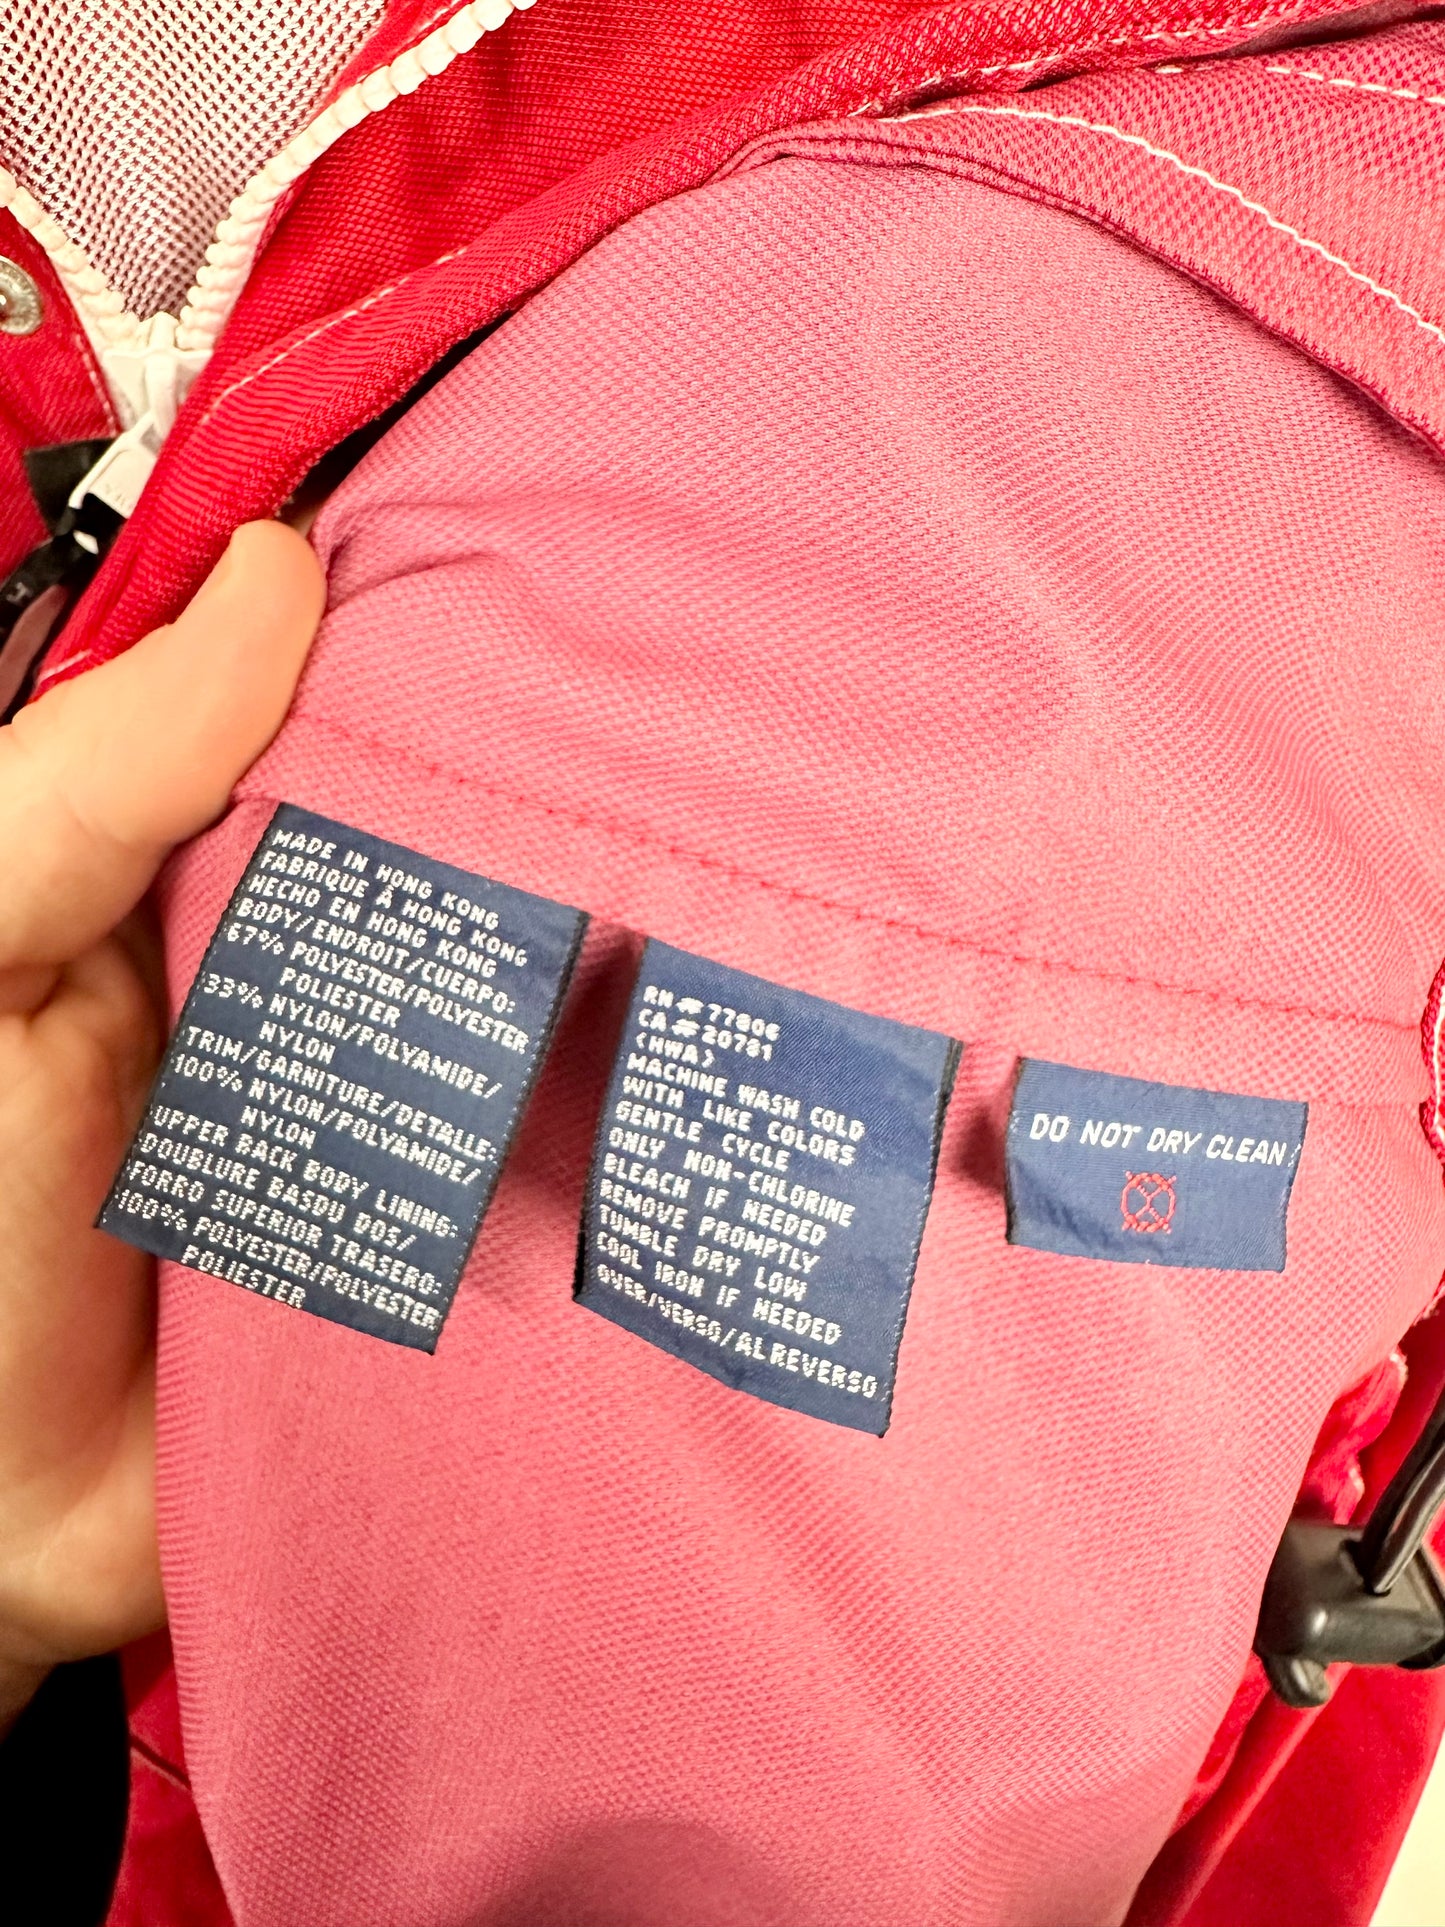 MADE IN HONG KONG
FABRIQUE À HONG KONG
HECHO EN HONG KONG
BODY/ENDROIT/CUERPO:
67% POLYESTER/POLYESTER
POLIESTER
33% NYLON/POLYAMIDE/
NYLON
TRIM/GARNITURE/DETALLE:
100% NYLON/POLYAMIDE/
NYLON
UPPER BACK BODY LINING:
DOUBLURE BASDU DOS/
FORRO SUPERIOR TRASERO:
100% POLYESTER/POLYESTER
POLIESTER
RN#77806
CA#20781
(HWA)
MACHINE WASH COLD
WITH LIKE COLORS
GENTLE CYCLE
ONLY NON-CHLORINE
BLEACH IF NEEDED
REMOVE PROMPTLY
TUMBLE DRY LOW
COOL IRON IF NEEDED
OVER/VERSO/ALREVERSO
DO NOT DRY CLEAN